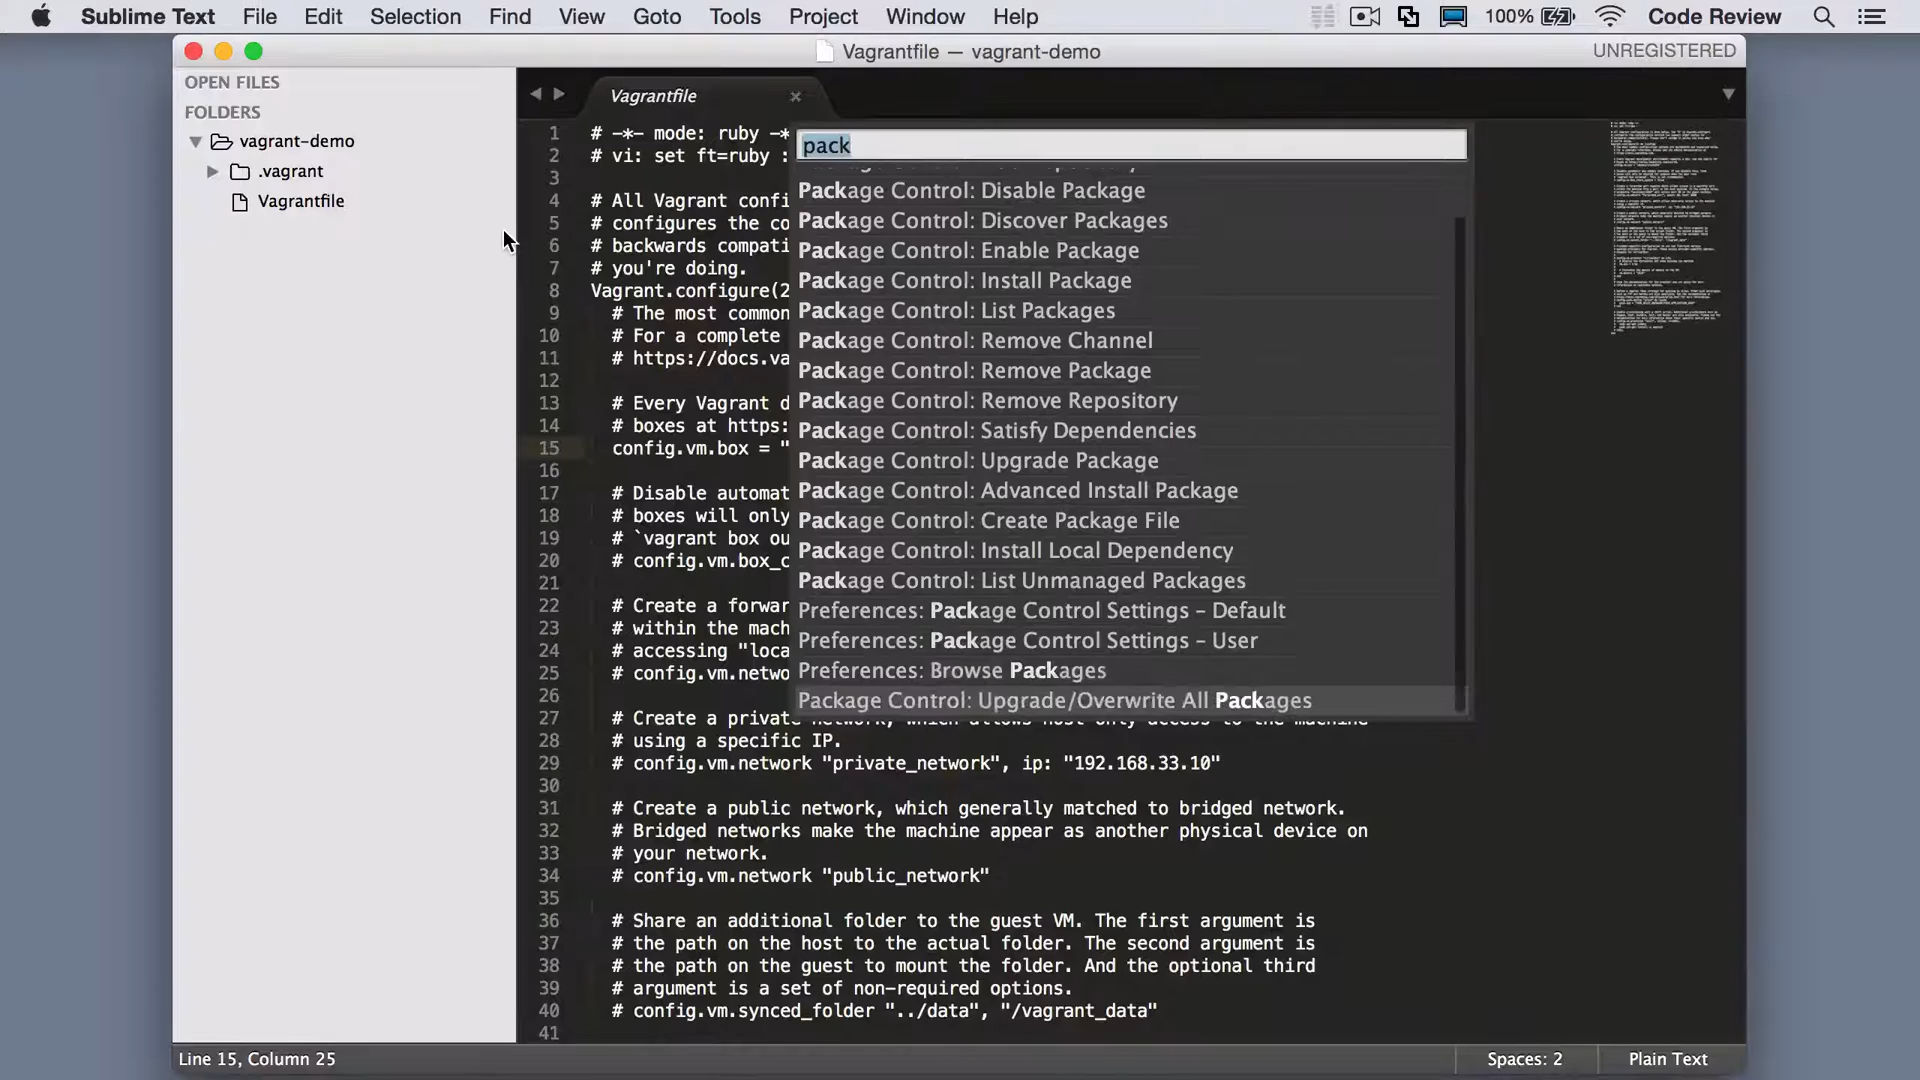 Sublime Text File Edit Selection Find View Goto Tools Project Window Help 100% Code Review
Vagrantfile — vagrant-demo UNREGISTERED
OPEN FILES
FOLDERS
vagrant-demo
.vagrant
Vagrantfile
Vagrantfile ×
1 # -*- mode: ruby -*
2 # vi: set ft=ruby :
3
4 # All Vagrant confi
5 # configures the co
6 # backwards compati
7 # you're doing.
8 Vagrant.configure(2
9 # The most common
10 # For a complete
11 # https://docs.va
12
13 # Every Vagrant d
14 # boxes at https:
15 config.vm.box = "
16
17 # Disable automat
18 # boxes will only
19 # `vagrant box ou
20 # config.vm.box_c
21
22 # Create a forwar
23 # within the mach
24 # accessing "loca
25 # config.vm.netwo
26
27 # Create a private network, which allows host-only access to the machine
28 # using a specific IP.
29 # config.vm.network "private_network", ip: "192.168.33.10"
30
31 # Create a public network, which generally matched to bridged network.
32 # Bridged networks make the machine appear as another physical device on
33 # your network.
34 # config.vm.network "public_network"
35
36 # Share an additional folder to the guest VM. The first argument is
37 # the path on the host to the actual folder. The second argument is
38 # the path on the guest to mount the folder. And the optional third
39 # argument is a set of non-required options.
40 # config.vm.synced_folder "../data", "/vagrant_data"
41
pack
Package Control: Disable Package
Package Control: Discover Packages
Package Control: Enable Package
Package Control: Install Package
Package Control: List Packages
Package Control: Remove Channel
Package Control: Remove Package
Package Control: Remove Repository
Package Control: Satisfy Dependencies
Package Control: Upgrade Package
Package Control: Advanced Install Package
Package Control: Create Package File
Package Control: Install Local Dependency
Package Control: List Unmanaged Packages
Preferences: Package Control Settings – Default
Preferences: Package Control Settings – User
Preferences: Browse Packages
Package Control: Upgrade/Overwrite All Packages
Line 15, Column 25 Spaces: 2 Plain Text